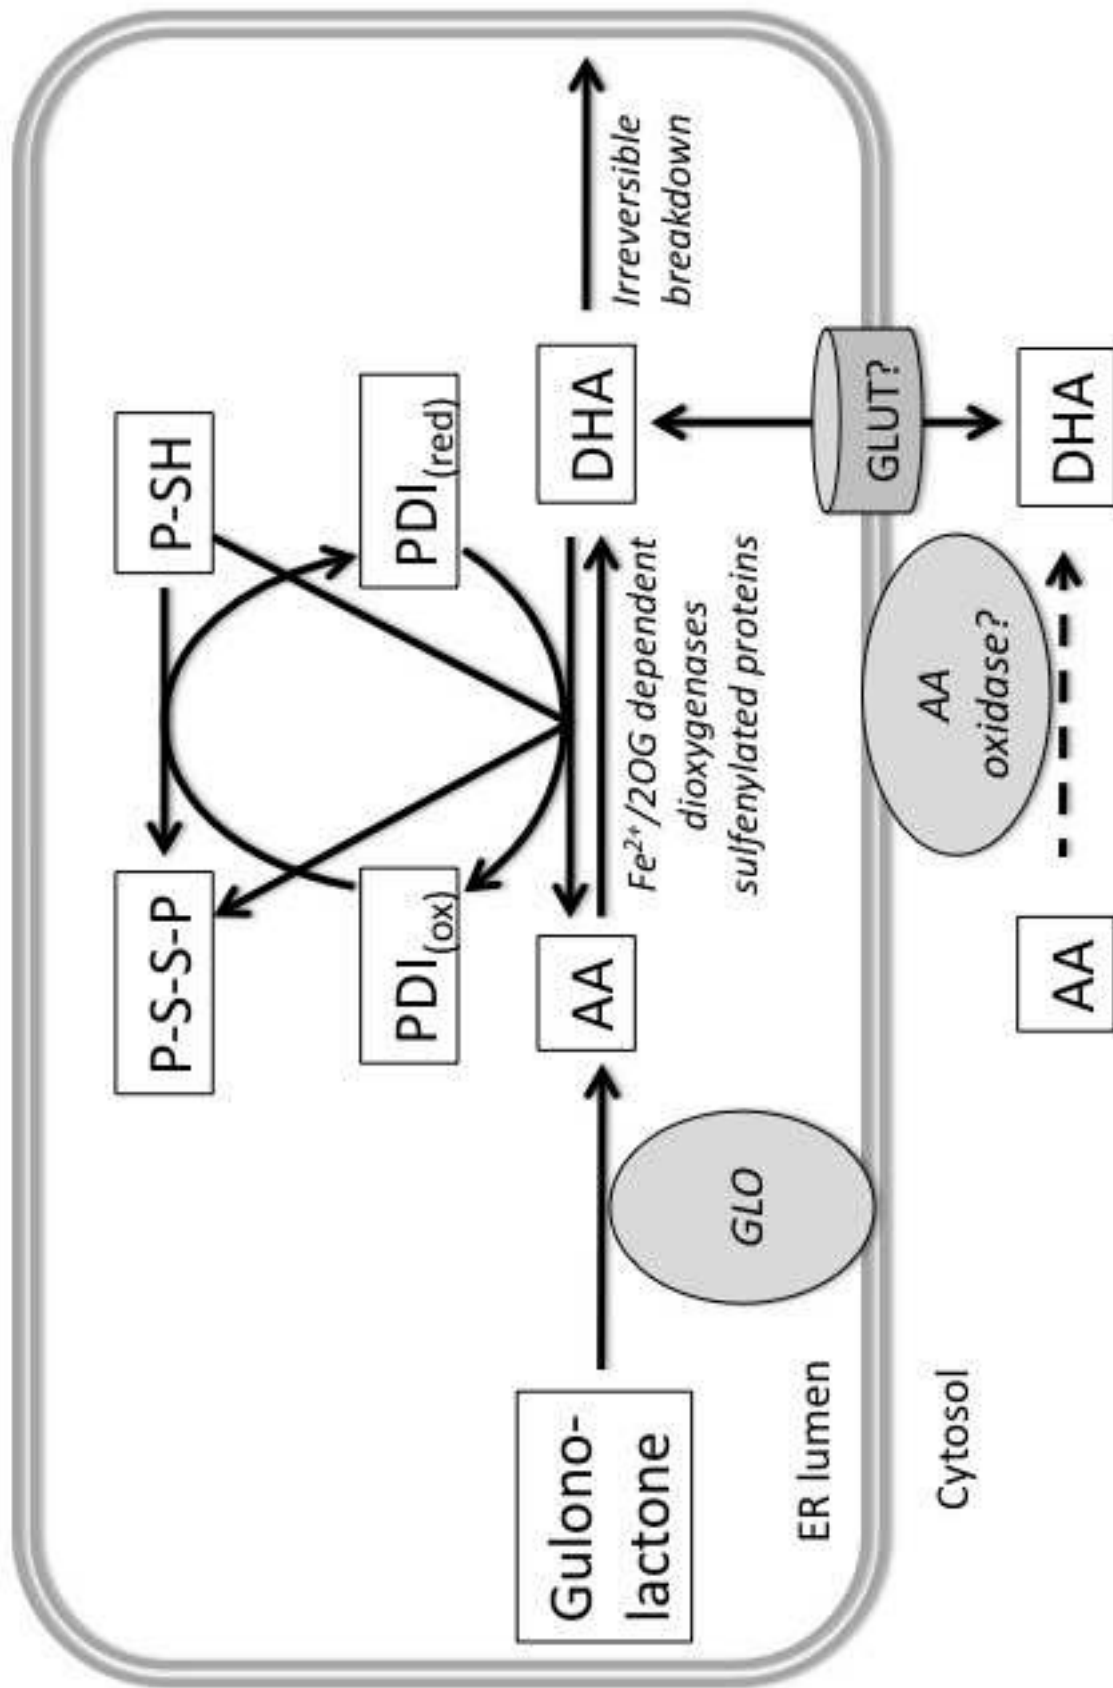 P-S-S-P
P-SH
PDI(ox)
PDI(red)
Gulono-
lactone
AA
DHA
Irreversible
breakdown
Fe²⁺/2OG dependent
dioxygenases
sulfenylated proteins
GLO
ER lumen
GLUT?
Cytosol
AA
oxidase?
AA
DHA